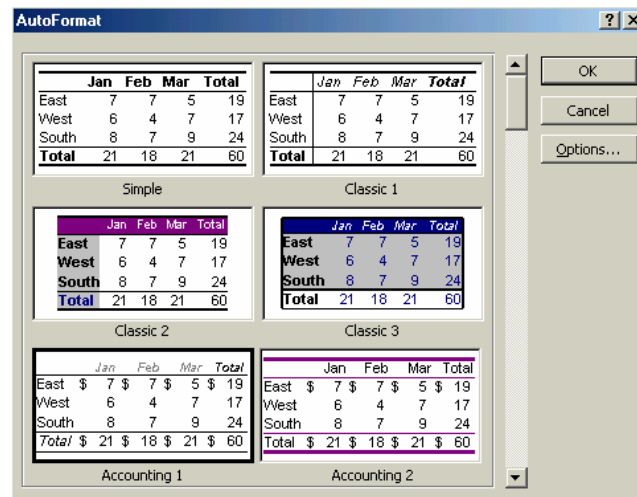 AutoFormat
Jan Feb Mar Total
East 7 7 5 19
West 6 4 7 17
South 8 7 9 24
Total 21 18 21 60
Simple
Jan Feb Mar Total
East 7 7 5 19
West 6 4 7 17
South 8 7 9 24
Total 21 18 21 60
Classic 1
OK
Cancel
Options...
Jan Feb Mar Total
East 7 7 5 19
West 6 4 7 17
South 8 7 9 24
Total 21 18 21 60
Classic 2
Jan Feb Mar Total
East 7 7 5 19
West 6 4 7 17
South 8 7 9 24
Total 21 18 21 60
Classic 3
Jan Feb Mar Total
East $ 7 $ 7 $ 5 $ 19
West 6 4 7 17
South 8 7 9 24
Total $ 21 $ 18 $ 21 $ 60
Accounting 1
Jan Feb Mar Total
East $ 7 $ 7 $ 5 $ 19
West 6 4 7 17
South 8 7 9 24
Total $ 21 $ 18 $ 21 $ 60
Accounting 2